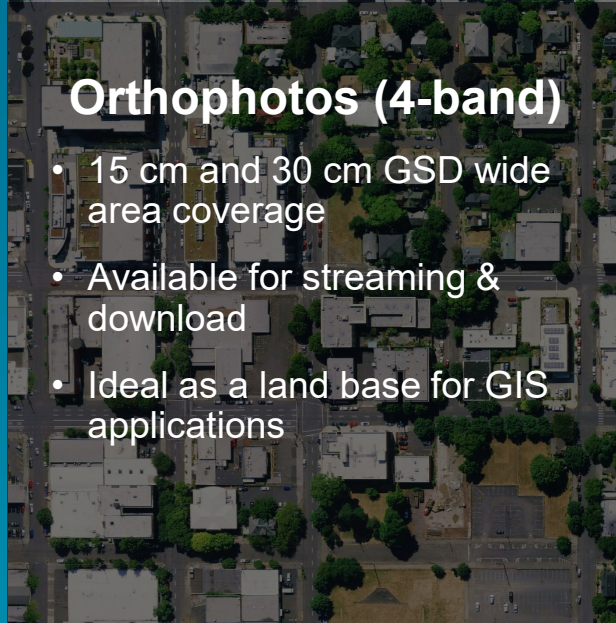 Orthophotos (4-band)
• 15 cm and 30 cm GSD wide
area coverage
• Available for streaming &
download
• Ideal as a land base for GIS
applications